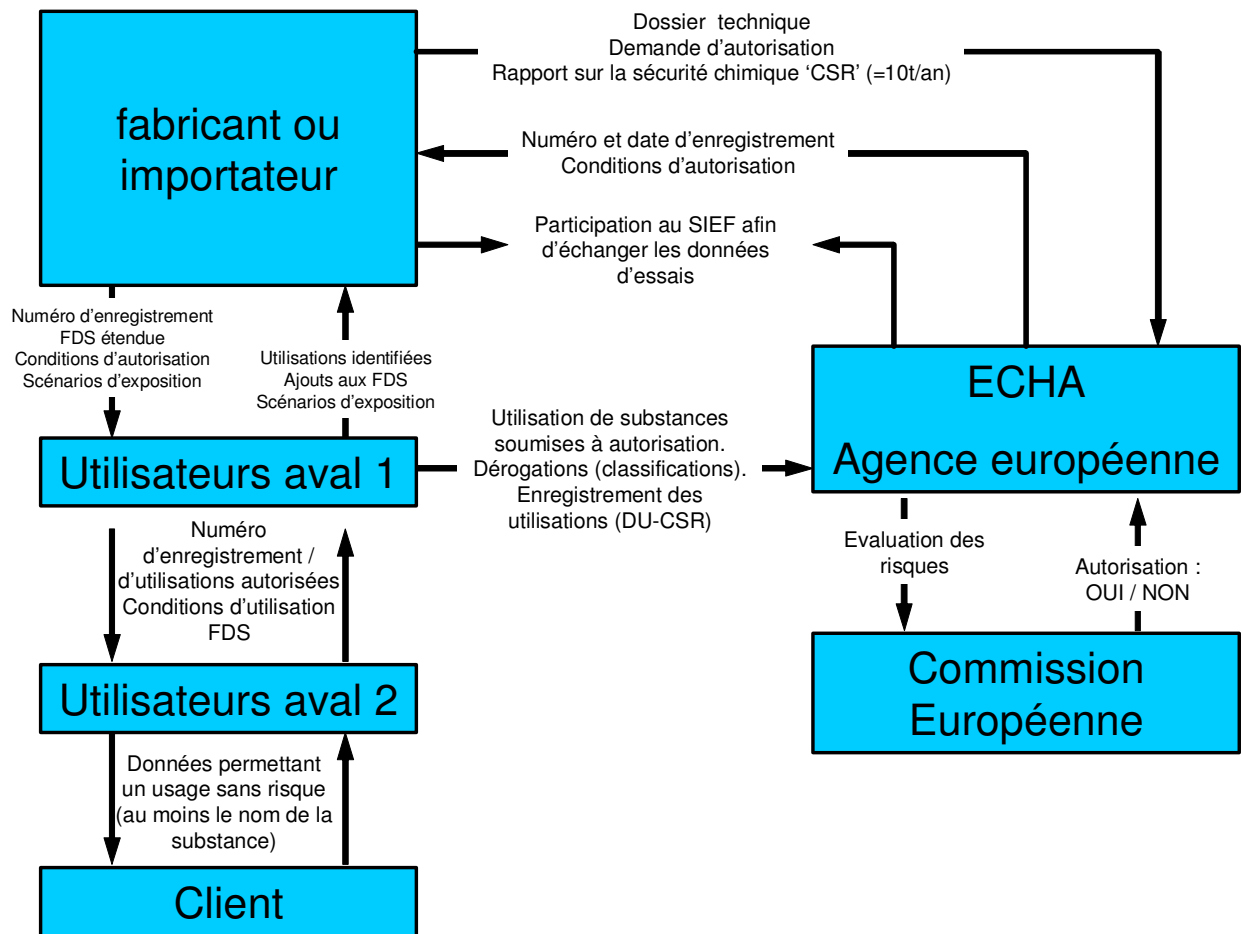 Dossier technique
Demande d'autorisation
Rapport sur la sécurité chimique 'CSR' (=10t/an)
fabricant ou
importateur
Numéro et date d'enregistrement
Conditions d'autorisation
Participation au SIEF afin
d'échanger les données
d'essais
Numéro d'enregistrement
FDS étendue
Conditions d'autorisation
Scénarios d'exposition
Utilisations identifiées
Ajouts aux FDS
Scénarios d'exposition
ECHA
Agence européenne
Utilisateurs aval 1
Utilisation de substances
soumises à autorisation.
Dérogations (classifications).
Enregistrement des
utilisations (DU-CSR)
Numéro
d'enregistrement /
d'utilisations autorisées
Conditions d'utilisation
FDS
Evaluation des
risques
Autorisation :
OUI / NON
Utilisateurs aval 2
Commission
Européenne
Données permettant
un usage sans risque
(au moins le nom de la
substance)
Client